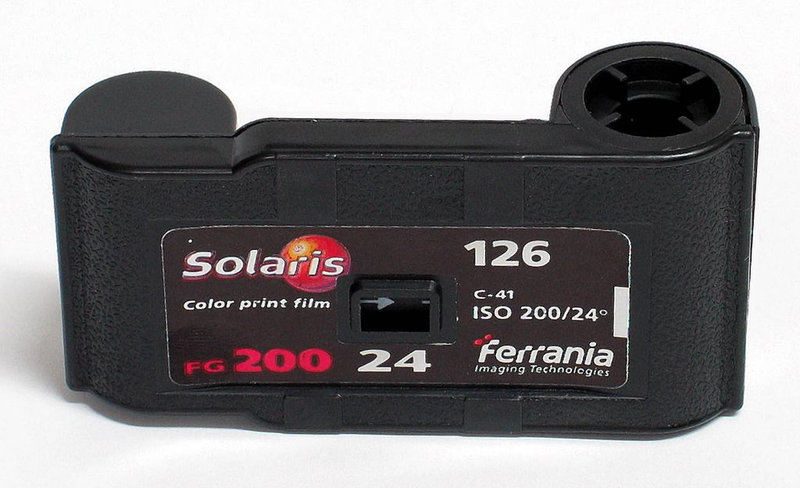 Solaris
Color print film
FG 200
24
126
C-41
ISO 200/24°
ferrania
Imaging Technologies